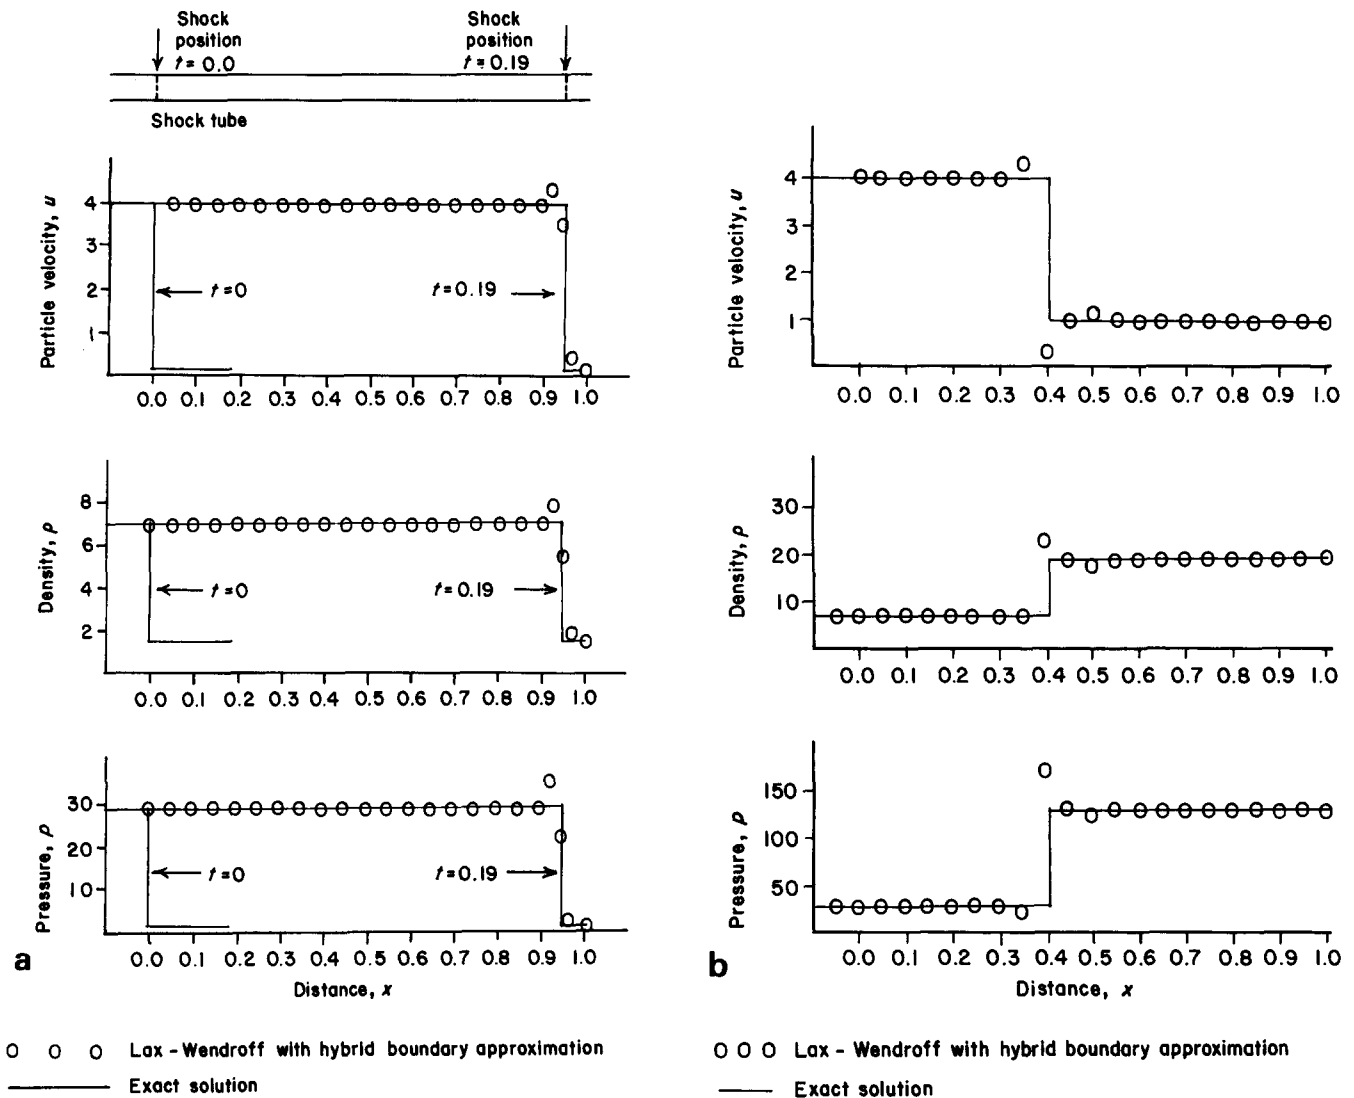 Shock
position
t = 0.0
Shock
position
t = 0.19
Shock tube
Particle velocity, u
4
3
2
1
t=0
t=0.19
0.0 0.1 0.2 0.3 0.4 0.5 0.6 0.7 0.8 0.9 1.0
Density, ρ
8
6
4
2
t=0
t=0.19
0.0 0.1 0.2 0.3 0.4 0.5 0.6 0.7 0.8 0.9 1.0
Pressure, ρ
30
20
10
t=0
t=0.19
0.0 0.1 0.2 0.3 0.4 0.5 0.6 0.7 0.8 0.9 1.0
Distance, x
a
O O O Lax - Wendroff with hybrid boundary approximation
Exact solution
Particle velocity, u
4
3
2
1
0.0 0.1 0.2 0.3 0.4 0.5 0.6 0.7 0.8 0.9 1.0
Density, ρ
30
20
10
0.0 0.1 0.2 0.3 0.4 0.5 0.6 0.7 0.8 0.9 1.0
Pressure, ρ
150
100
50
0.0 0.1 0.2 0.3 0.4 0.5 0.6 0.7 0.8 0.9 1.0
Distance, x
b
O O O Lax - Wendroff with hybrid boundary approximation
Exact solution